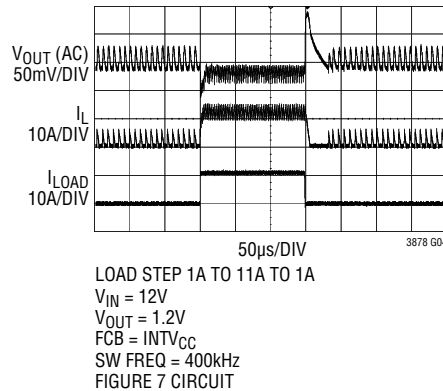 VOUT (AC)
50mV/DIV
IL
10A/DIV
ILOAD
10A/DIV
50µs/DIV
3878 G04
LOAD STEP 1A TO 11A TO 1A
VIN = 12V
VOUT = 1.2V
FCB = INTVCC
SW FREQ = 400kHz
FIGURE 7 CIRCUIT